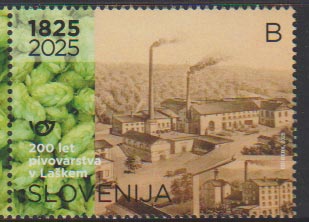 1825
2025
B
200 let
pivovarstva
v Laškem
SLOVENIJA